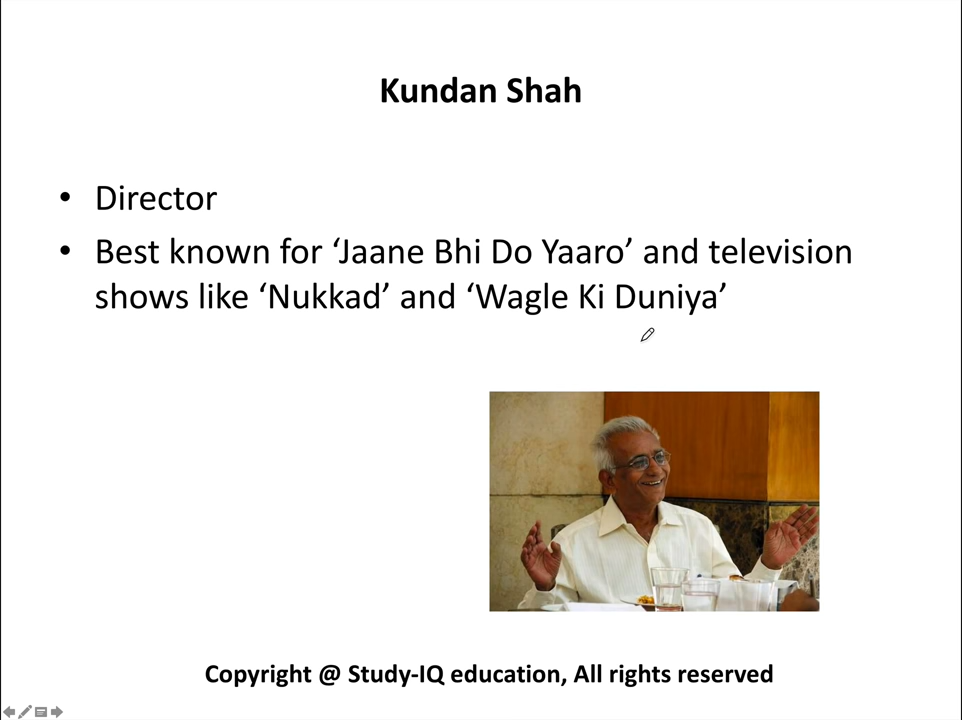 Kundan Shah
• Director
• Best known for ‘Jaane Bhi Do Yaaro’ and television
shows like ‘Nukkad’ and ‘Wagle Ki Duniya’
Copyright @ Study-IQ education, All rights reserved